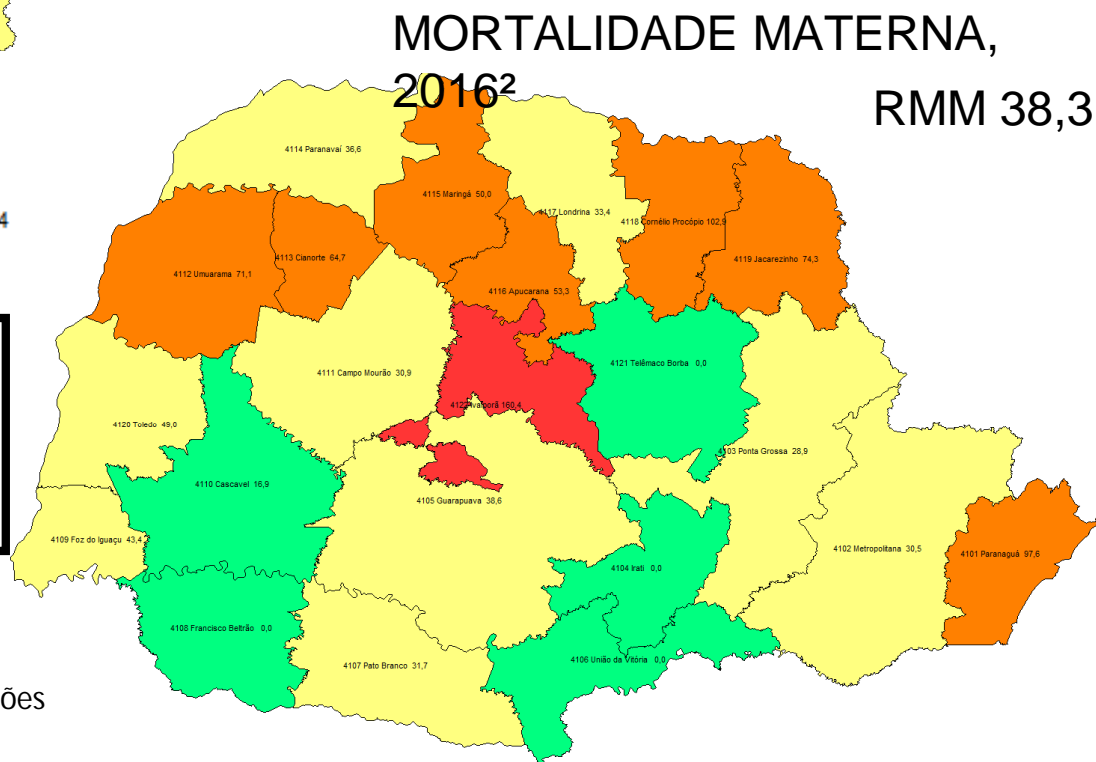 MORTALIDADE MATERNA,
2016²
RMM 38,3
4114 Paranavaí 36,6
4115 Maringá 50,0
4117 Londrina 33,4
4118 Cornélio Procópio 102,9
4
4112 Umuarama 71,1
4113 Cianorte 64,7
4119 Jacarezinho 74,3
4116 Apucarana 53,3
4111 Campo Mourão 30,9
4121 Telêmaco Borba 0,0
4122 Ivaiporã 160,4
4120 Toledo 49,0
4103 Ponta Grossa 28,9
4110 Cascavel 16,9
4105 Guarapuava 38,6
4109 Foz do Iguaçu 43,4
4102 Metropolitana 30,5
4101 Paranaguá 97,6
4104 Irati 0,0
4108 Francisco Beltrão 0,0
4107 Pato Branco 31,7
4106 União da Vitória 0,0
ões